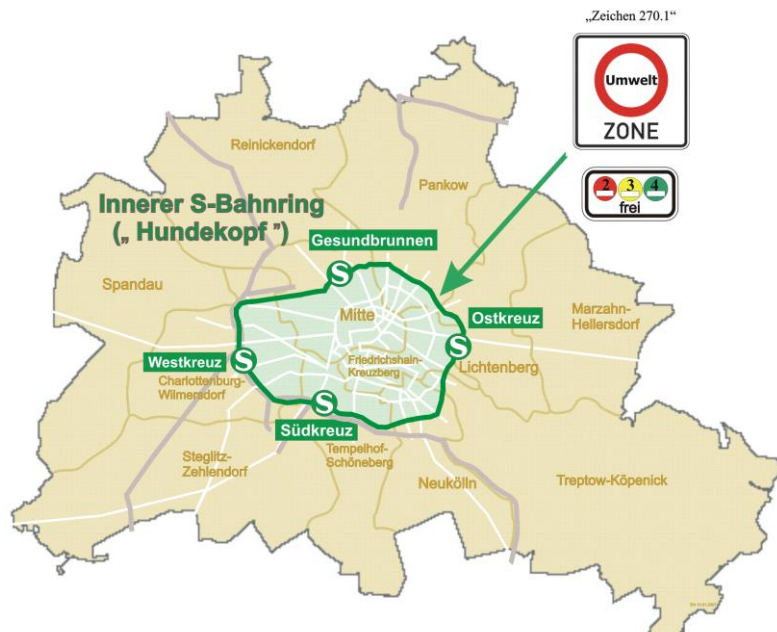 „Zeichen 270.1“
Umwelt
ZONE
2 3 4
frei
Reinickendorf
Pankow
Innerer S-Bahnring
(„ Hundekopf ”)
Gesundbrunnen
S
Spandau
Marzahn-
Hellersdorf
Mitte
Ostkreuz
S
Westkreuz
S
Friedrichshain-
Kreuzberg
Lichtenberg
Charlottenburg-
Wilmersdorf
S
Südkreuz
Steglitz-
Zehlendorf
Tempelhof-
Schöneberg
Neukölln
Treptow-Köpenick